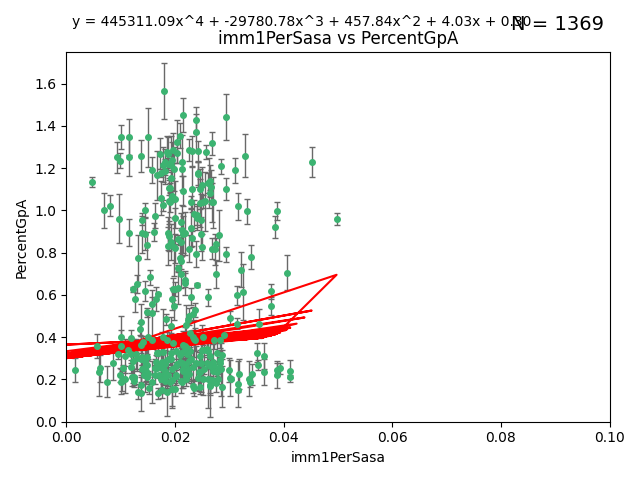 y = 445311.09x^4 + -29780.78x^3 + 457.84x^2 + 4.03x + 0.30
N = 1369
imm1PerSasa vs PercentGpA
1.6
1.4
1.2
1.0
0.8
0.6
0.4
0.2
0.0
PercentGpA
0.00 0.02 0.04 0.06 0.08 0.10
imm1PerSasa